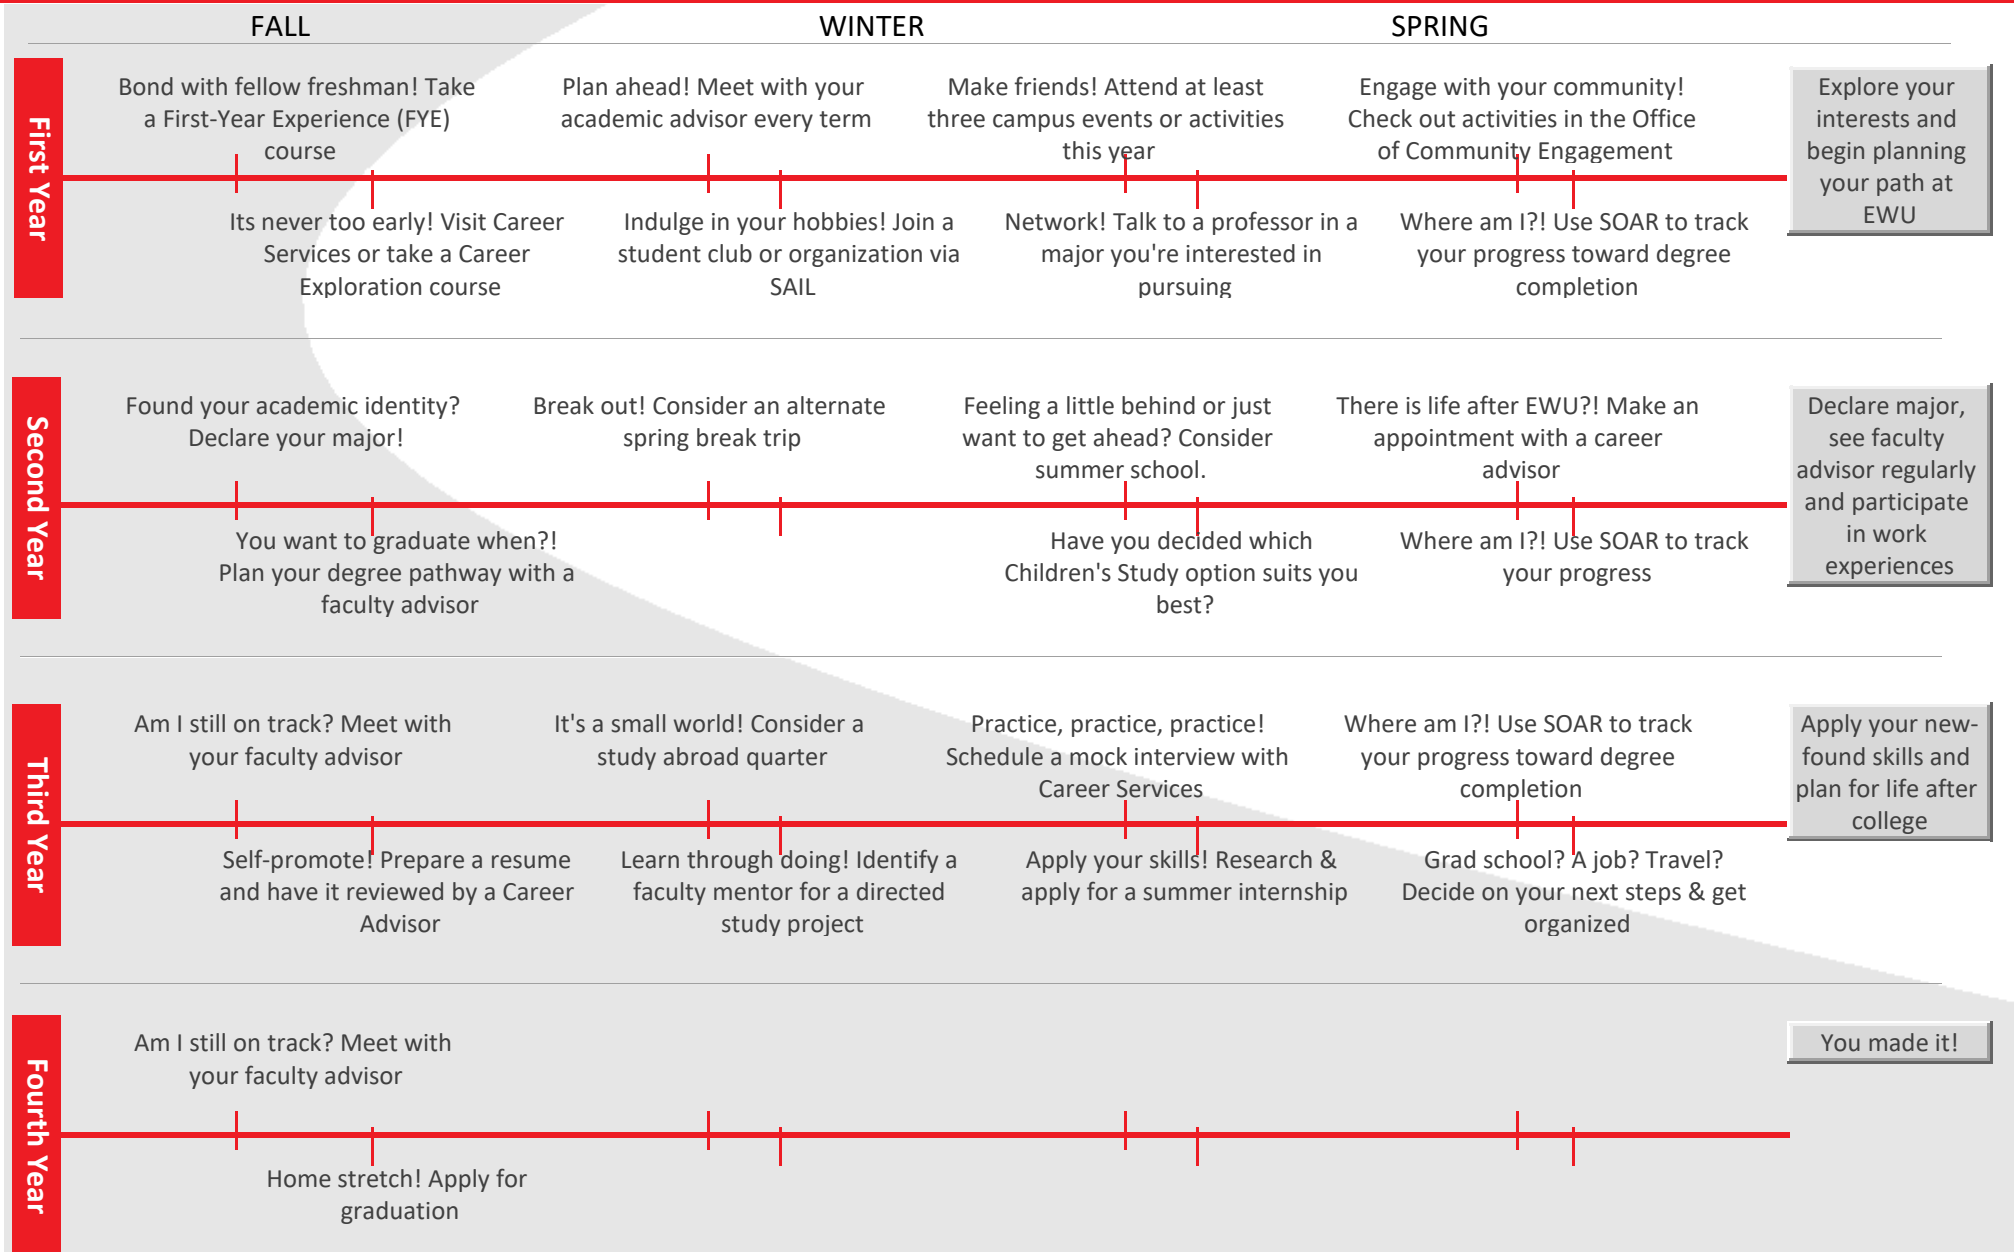 FALL
WINTER
SPRING
First Year
Bond with fellow freshman! Take
a First-Year Experience (FYE)
course
Plan ahead! Meet with your
academic advisor every term
Make friends! Attend at least
three campus events or activities
this year
Engage with your community!
Check out activities in the Office
of Community Engagement
Explore your
interests and
begin planning
your path at
EWU
Its never too early! Visit Career
Services or take a Career
Exploration course
Indulge in your hobbies! Join a
student club or organization via
SAIL
Network! Talk to a professor in a
major you're interested in
pursuing
Where am I?! Use SOAR to track
your progress toward degree
completion
Second Year
Found your academic identity?
Declare your major!
Break out! Consider an alternate
spring break trip
Feeling a little behind or just
want to get ahead? Consider
summer school.
There is life after EWU?! Make an
appointment with a career
advisor
Declare major,
see faculty
advisor regularly
and participate
in work
experiences
You want to graduate when?!
Plan your degree pathway with a
faculty advisor
Have you decided which
Children's Study option suits you
best?
Where am I?! Use SOAR to track
your progress
Third Year
Am I still on track? Meet with
your faculty advisor
It's a small world! Consider a
study abroad quarter
Practice, practice, practice!
Schedule a mock interview with
Career Services
Where am I?! Use SOAR to track
your progress toward degree
completion
Apply your new-
found skills and
plan for life after
college
Self-promote! Prepare a resume
and have it reviewed by a Career
Advisor
Learn through doing! Identify a
faculty mentor for a directed
study project
Apply your skills! Research &
apply for a summer internship
Grad school? A job? Travel?
Decide on your next steps & get
organized
Fourth Year
Am I still on track? Meet with
your faculty advisor
You made it!
Home stretch! Apply for
graduation